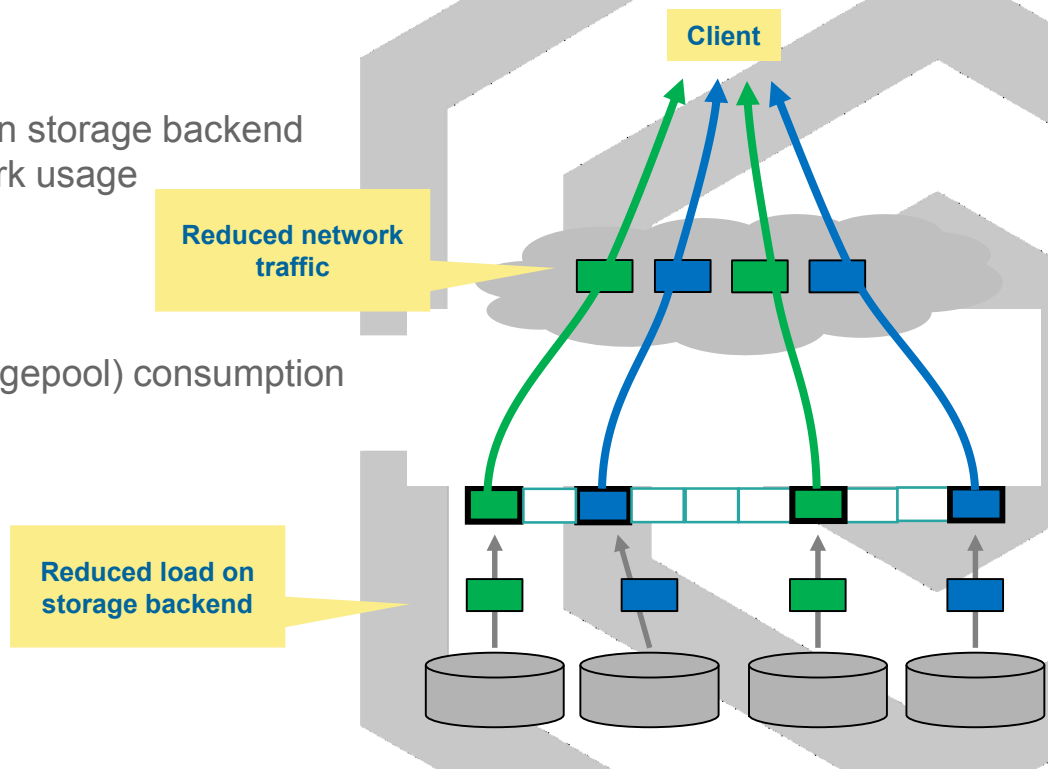 Client
n storage backend
rk usage
Reduced network
traffic
gepool) consumption
Reduced load on
storage backend